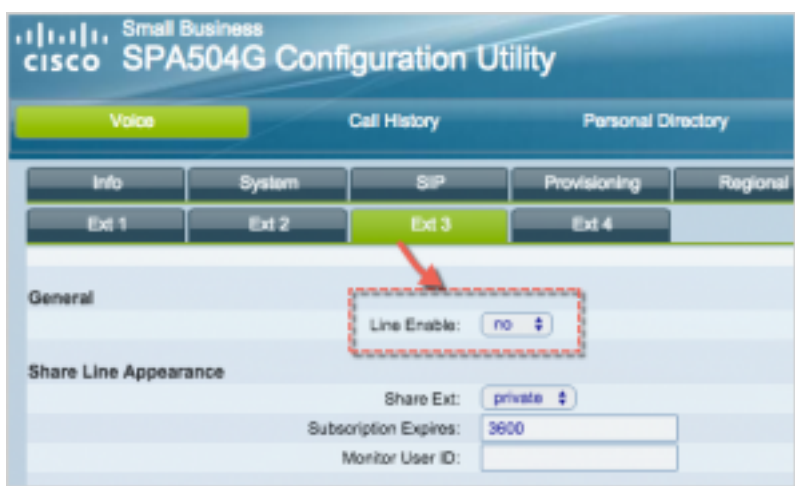 Small Business
CISCO SPA504G Configuration Utility
Voice Call History Personal Directory
Info System SIP Provisioning Regional
Ext 1 Ext 2 Ext 3 Ext 4
General
Line Enable: no
Share Line Appearance
Share Ext: private
Subscription Expires: 3600
Monitor User ID: